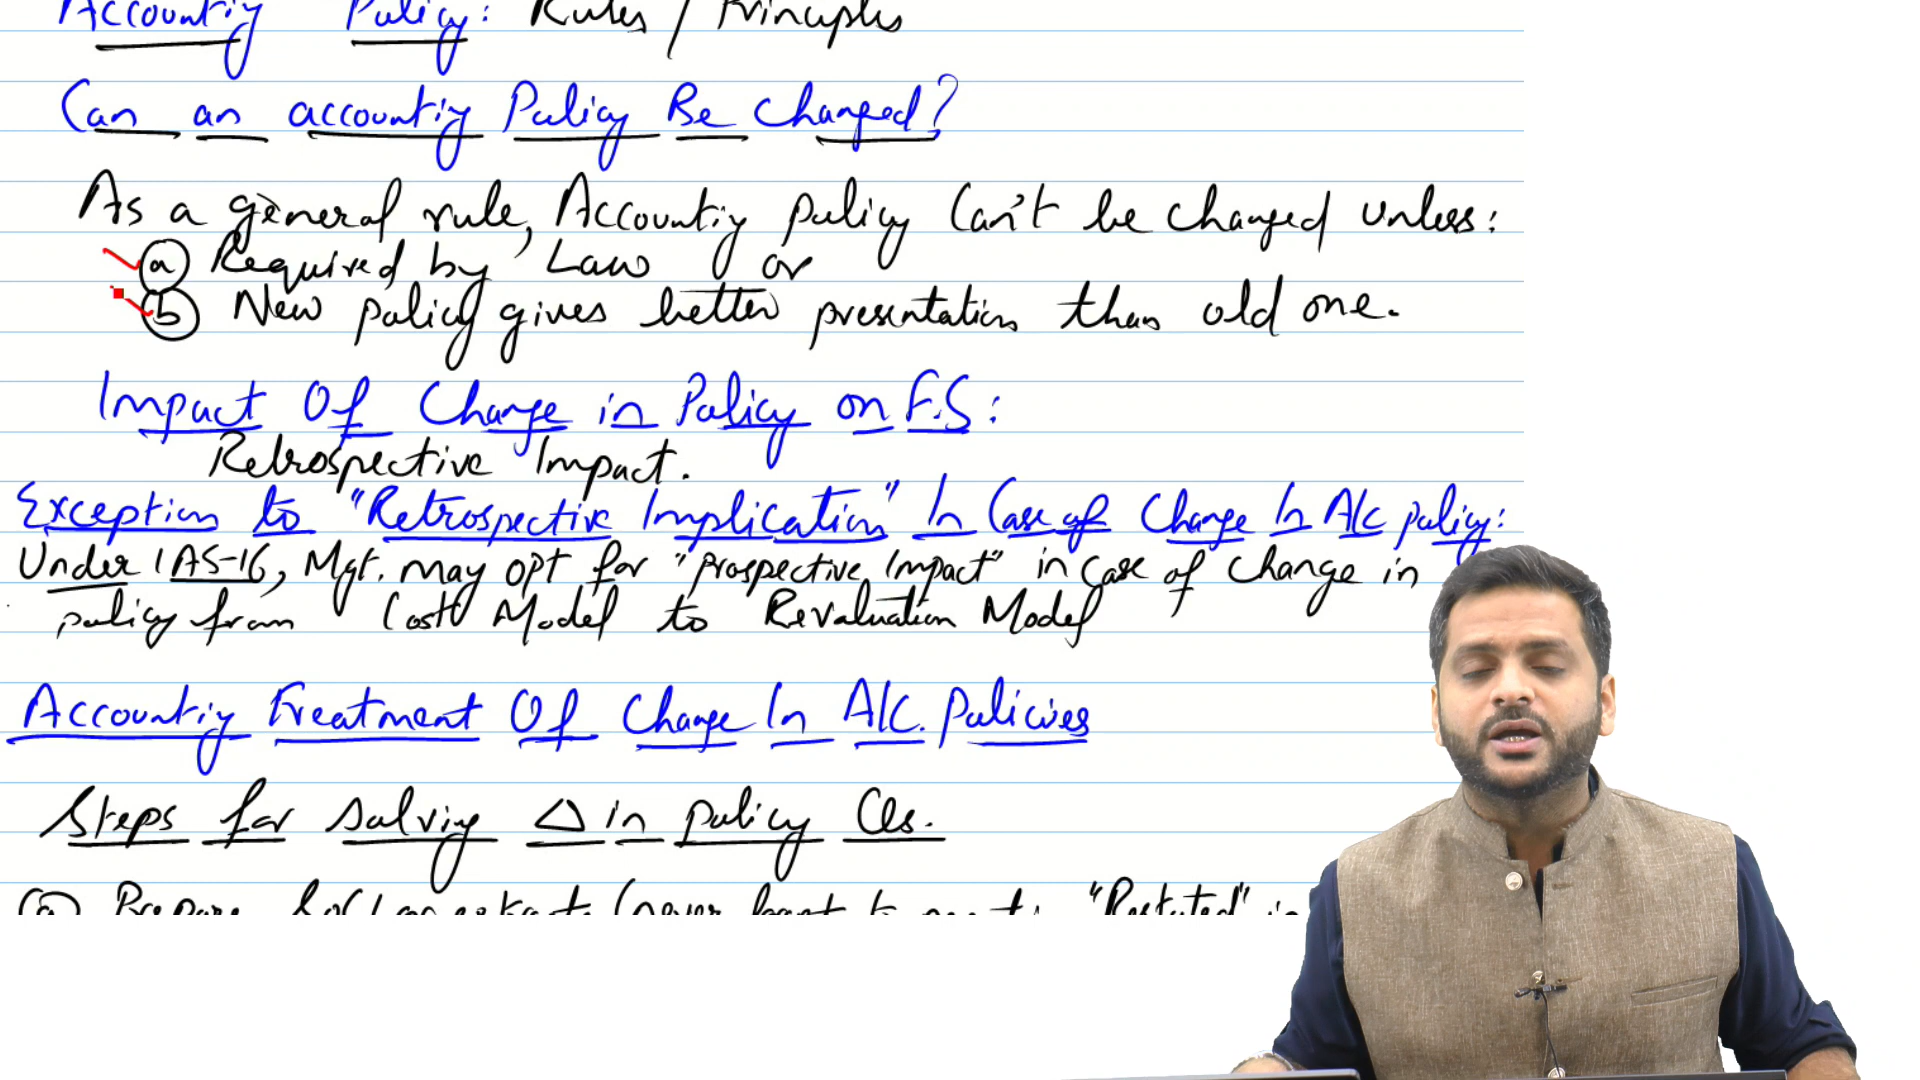 Accounting Policy: Rules / Principles
Can an accounting Policy Be Changed?
As a general rule, Accounting policy Can't be changed unless:
(a) Required by Law or
(b) New policy gives better presentation than old one.
Impact Of Change in Policy on F.S:
Retrospective Impact.
Exception to "Retrospective Implication" In Case of Change In A/C policy:
Under IAS-16, Mgt. may opt for "Prospective Impact" in case of change in
policy from Cost Model to Revaluation Model
Accounting Treatment Of Change In A/C. Policies
Steps for Solving Δ in policy Qs.
(a) Prepare "Restated" in